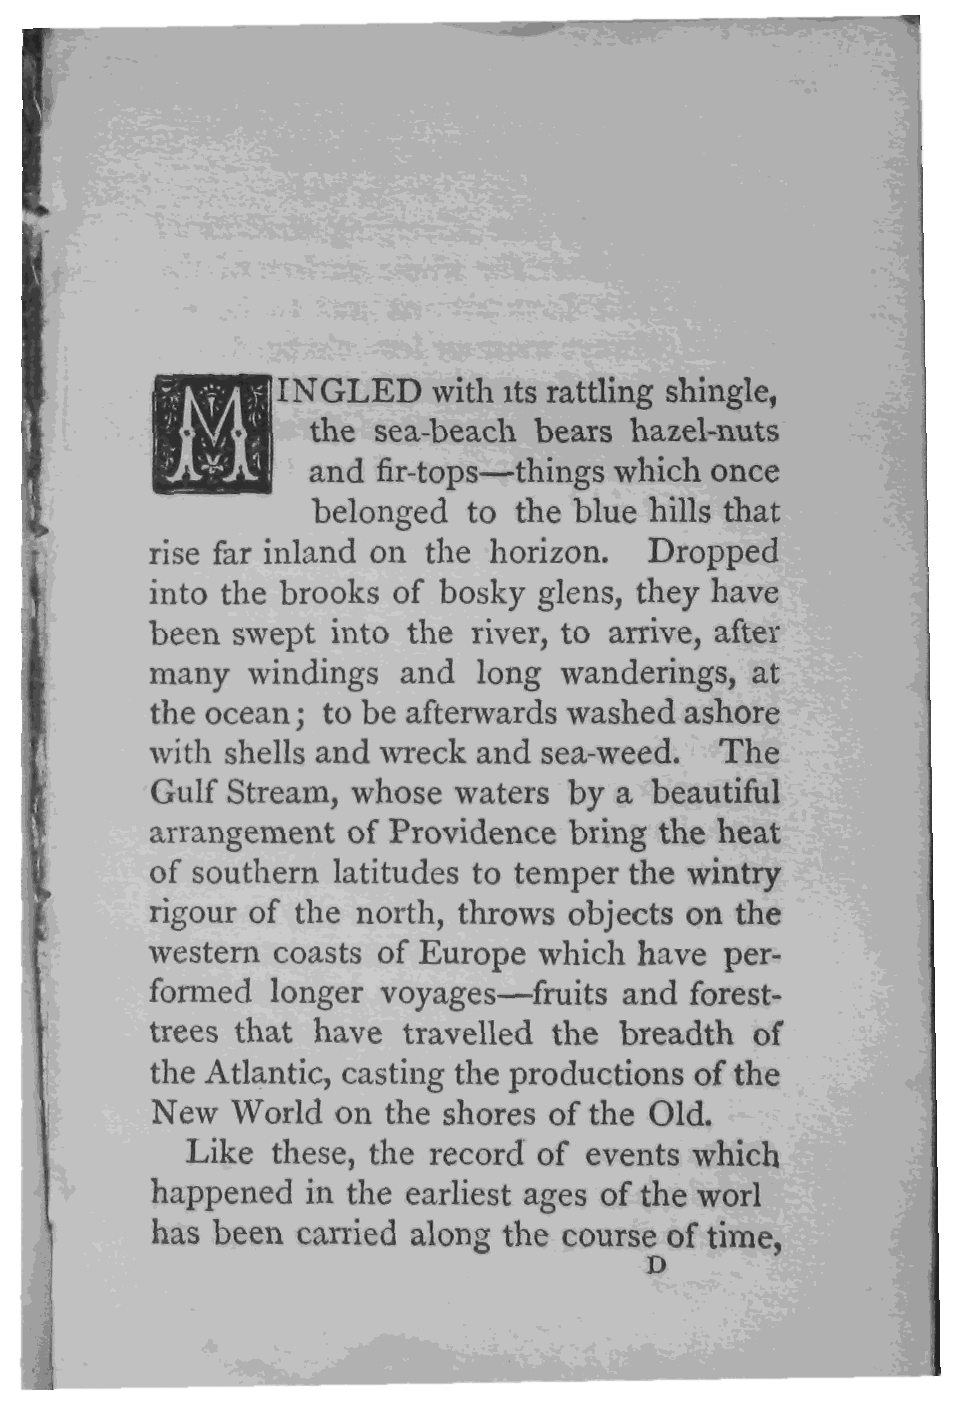 MINGLED with its rattling shingle,
the sea-beach bears hazel-nuts
and fir-tops—things which once
belonged to the blue hills that
rise far inland on the horizon. Dropped
into the brooks of bosky glens, they have
been swept into the river, to arrive, after
many windings and long wanderings, at
the ocean; to be afterwards washed ashore
with shells and wreck and sea-weed. The
Gulf Stream, whose waters by a beautiful
arrangement of Providence bring the heat
of southern latitudes to temper the wintry
rigour of the north, throws objects on the
western coasts of Europe which have per-
formed longer voyages—fruits and forest-
trees that have travelled the breadth of
the Atlantic, casting the productions of the
New World on the shores of the Old.
Like these, the record of events which
happened in the earliest ages of the worl
has been carried along the course of time,
D